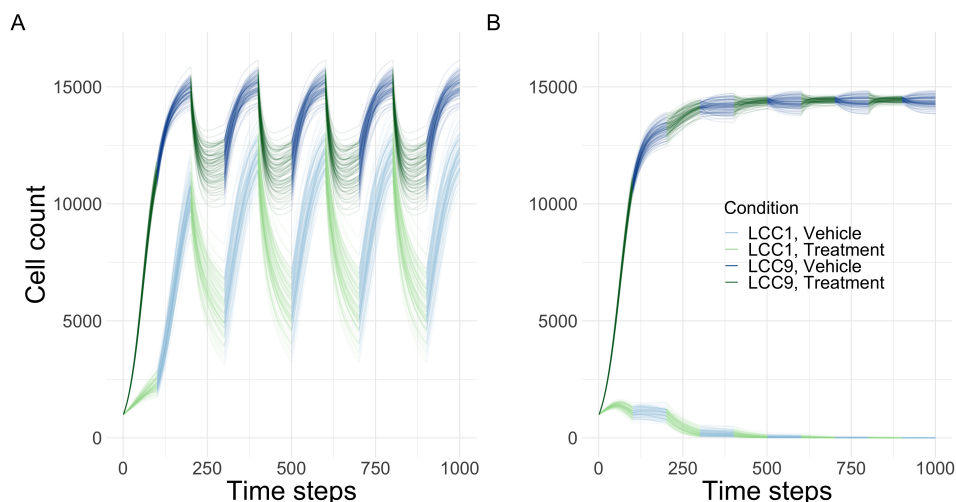 A
B
Cell count
15000
10000
5000
0
0
250
500
750
1000
Time steps
15000
10000
5000
0
0
250
500
750
1000
Time steps
Condition
LCC1, Vehicle
LCC1, Treatment
LCC9, Vehicle
LCC9, Treatment